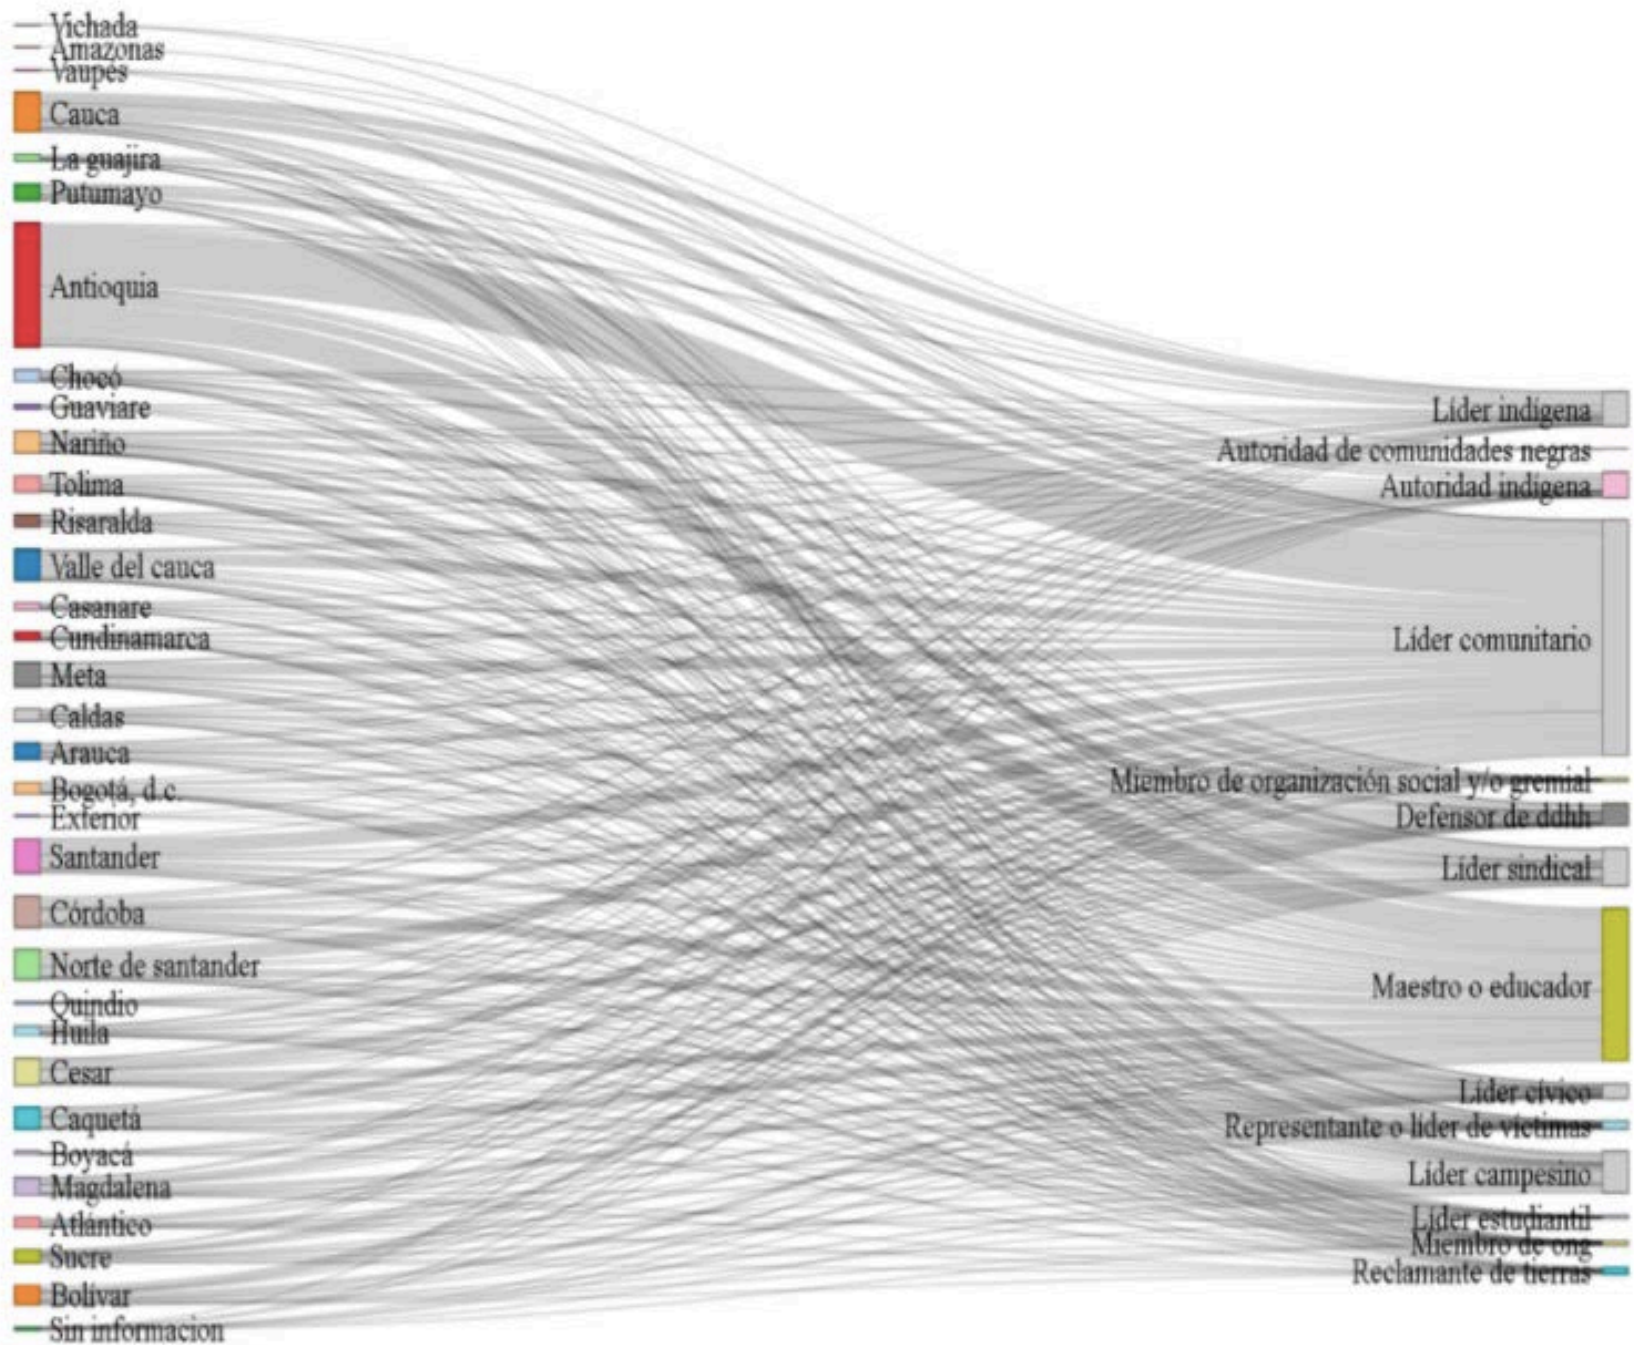 Vichada
Amazonas
Vaupés
Cauca
La guajira
Putumayo
Antioquia
Chocó
Guaviare
Nariño
Tolima
Risaralda
Valle del cauca
Casanare
Cundinamarca
Meta
Caldas
Arauca
Bogotá, d.c.
Exterior
Santander
Córdoba
Norte de santander
Quindio
Huila
Cesar
Caquetá
Boyacá
Magdalena
Atlántico
Sucre
Bolívar
Sin informacion
Líder indígena
Autoridad de comunidades negras
Autoridad indígena
Líder comunitario
Miembro de organización social y/o gremial
Defensor de ddhh
Líder sindical
Maestro o educador
Líder cívico
Representante o líder de víctimas
Líder campesino
Líder estudiantil
Miembro de ong
Reclamante de tierras